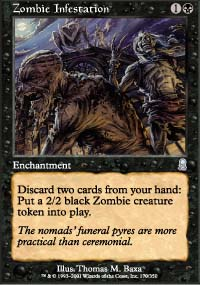 Zombie Infestation 1
Enchantment
Discard two cards from your hand:
Put a 2/2 black Zombie creature
token into play.
The nomads' funeral pyres are more
practical than ceremonial.
Illus. Thomas M. Baxa
™ & © 1993-2001 Wizards of the Coast, Inc. 170/350